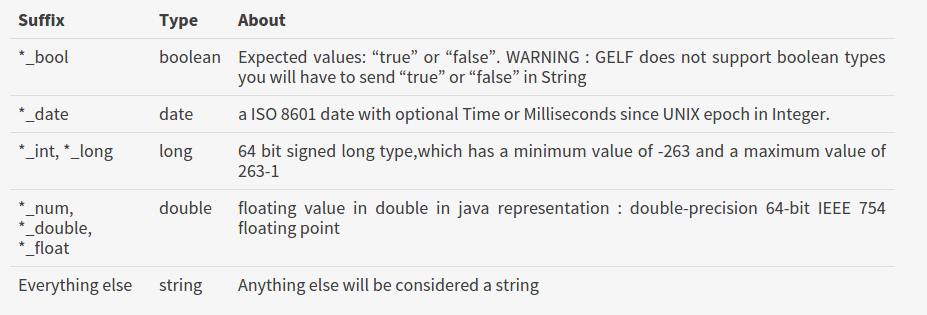 Suffix Type About
*_bool boolean Expected values: “true” or “false”. WARNING : GELF does not support boolean types
you will have to send “true” or “false” in String
*_date date a ISO 8601 date with optional Time or Milliseconds since UNIX epoch in Integer.
*_int, *_long long 64 bit signed long type,which has a minimum value of -263 and a maximum value of
263-1
*_num, double floating value in double in java representation : double-precision 64-bit IEEE 754
*_double, floating point
*_float
Everything else string Anything else will be considered a string